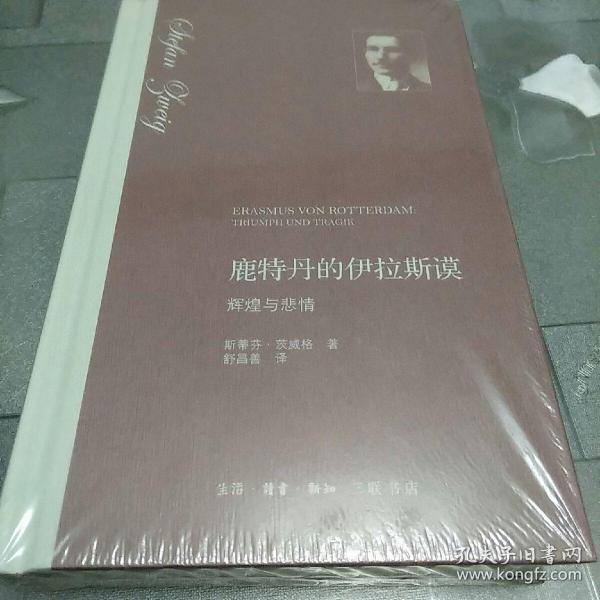 Stefan Zweig
ERASMUS VON ROTTERDAM:
TRIUMPH UND TRAGIK
鹿特丹的伊拉斯谟
辉煌与悲情
斯蒂芬·茨威格 著
舒昌善 译
生活·讀書·新知 三联书店
孔夫子旧书网
www.kongfz.com